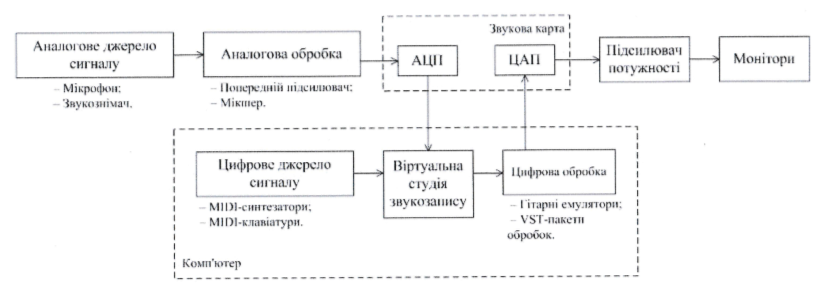 Звукова карта
Аналогове джерело
сигналу
Аналогова обробка
АЦП
ЦАП
Підсилювач
потужності
Монітори
– Мікрофон;
– Звукознімач.
– Попередній підсилювач;
– Мікшер.
Цифрове джерело
сигналу
Віртуальна
студія
звукозапису
Цифрова обробка
– MIDI-синтезатори;
– MIDI-клавіатури.
– Гітарні емулятори;
– VST-пакети
обробок.
Комп'ютер